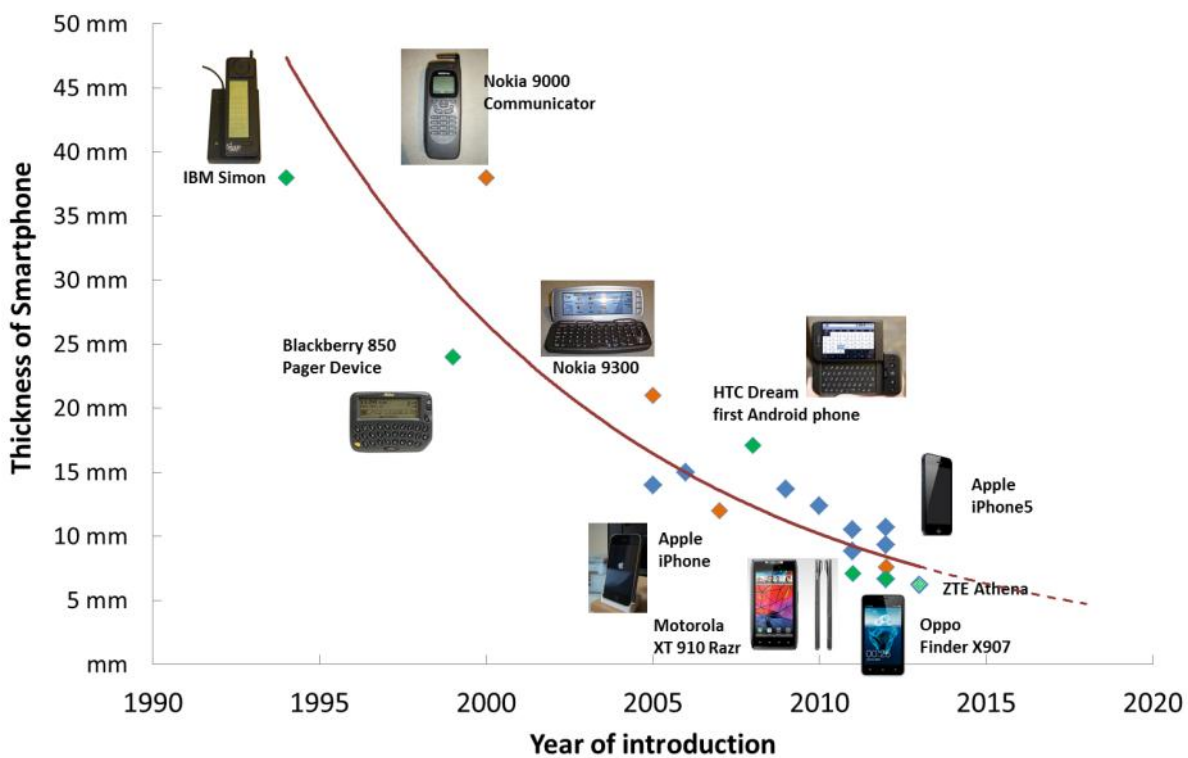 50 mm
45 mm
40 mm
35 mm
30 mm
25 mm
20 mm
15 mm
10 mm
5 mm
mm
Thickness of Smartphone
IBM Simon
Nokia 9000
Communicator
Blackberry 850
Pager Device
Nokia 9300
HTC Dream
first Android phone
Apple
iPhone
Apple
iPhone5
Motorola
XT 910 Razr
ZTE Athena
Oppo
Finder X907
1990
1995
2000
2005
2010
2015
2020
Year of introduction